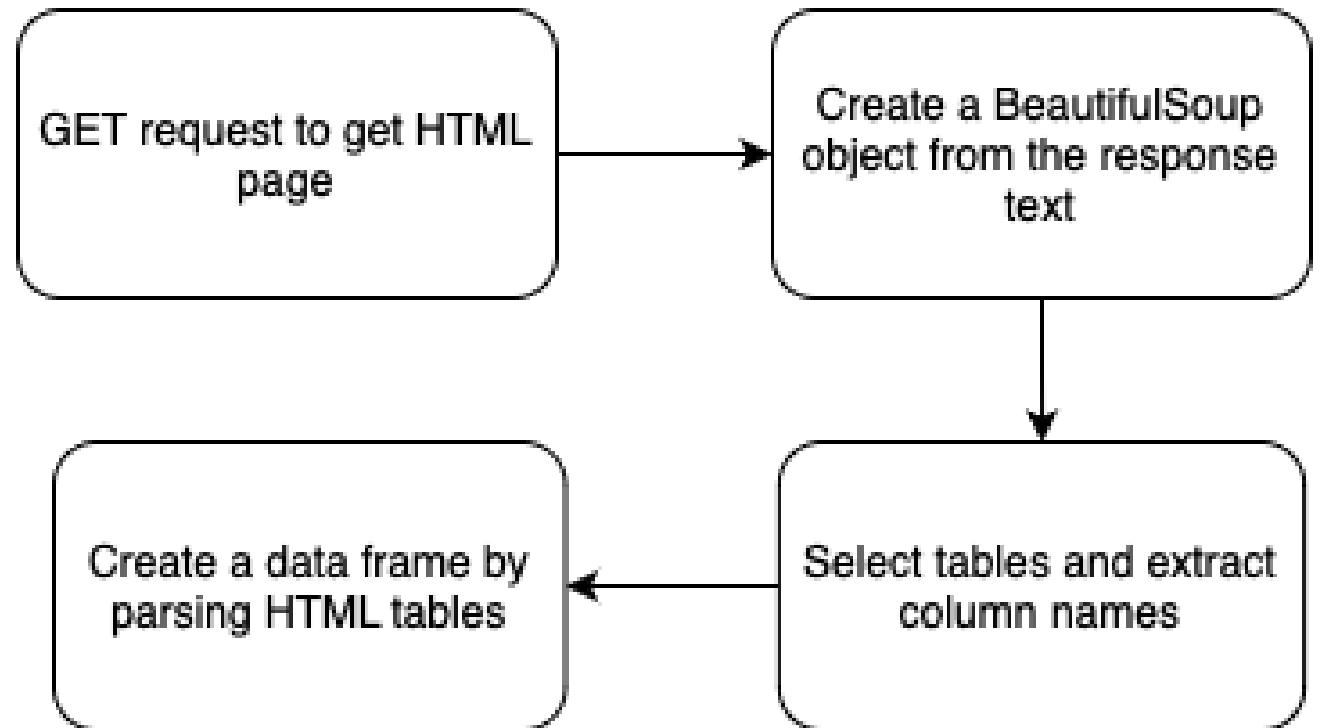 GET request to get HTML
page
Create a BeautifulSoup
object from the response
text
Select tables and extract
column names
Create a data frame by
parsing HTML tables